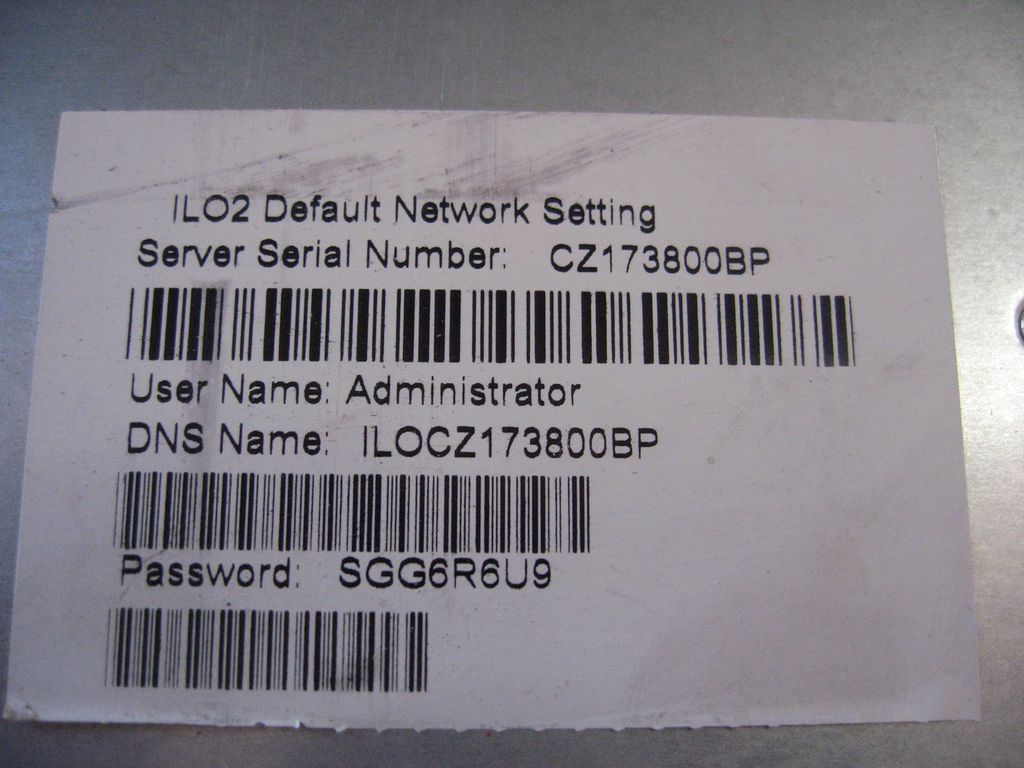 ILO2 Default Network Setting
Server Serial Number: CZ173800BP
User Name: Administrator
DNS Name: ILOCZ173800BP
Password: SGG6R6U9